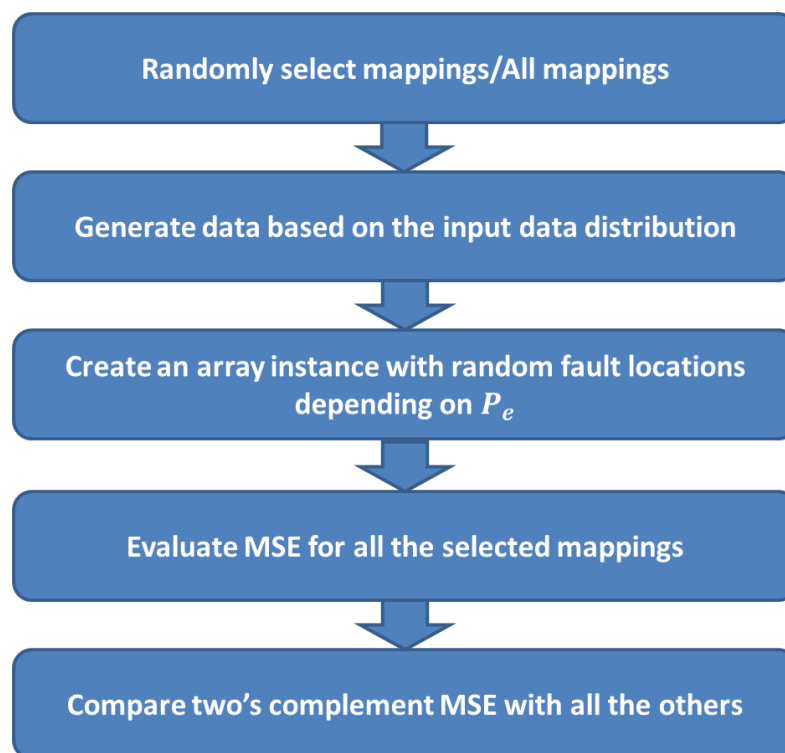 Randomly select mappings/All mappings
Generate data based on the input data distribution
Create an array instance with random fault locations
depending on Pₑ
Evaluate MSE for all the selected mappings
Compare two's complement MSE with all the others